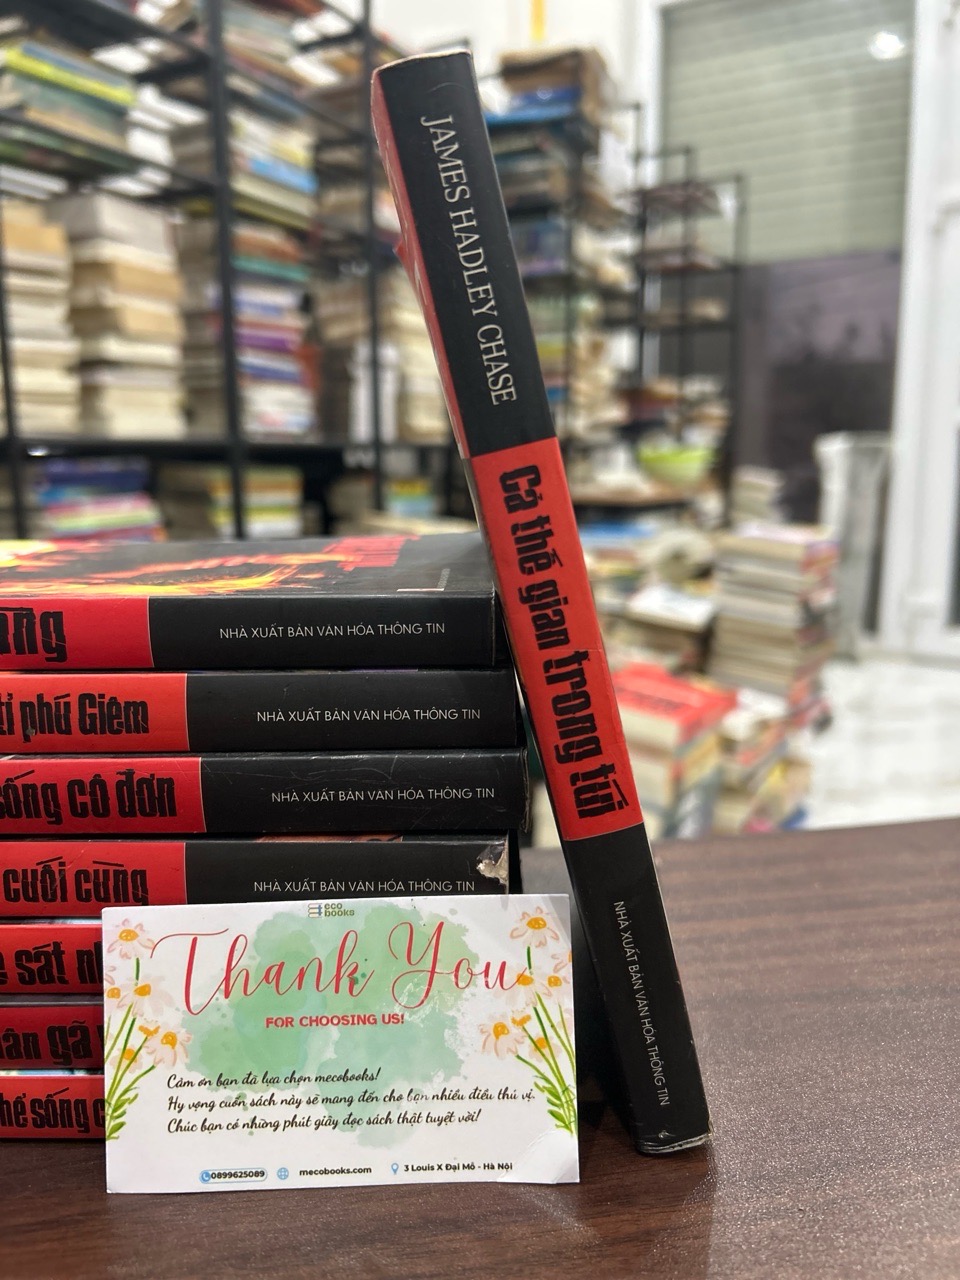 JAMES HADLEY CHASE
Cả thế gian trong túi
NHÀ XUẤT BẢN VĂN HÓA THÔNG TIN
NHÀ XUẤT BẢN VĂN HÓA THÔNG TIN
tỉ phú Giêm
NHÀ XUẤT BẢN VĂN HÓA THÔNG TIN
sống cô đơn
NHÀ XUẤT BẢN VĂN HÓA THÔNG TIN
cuối cùng
NHÀ XUẤT BẢN VĂN HÓA THÔNG TIN
sát
gã
thế sống
eco
books
Thank You
FOR CHOOSING US!
Cảm ơn bạn đã lựa chọn mecobooks!
Hy vọng cuốn sách này sẽ mang đến cho bạn nhiều điều thú vị.
Chúc bạn có những phút giây đọc sách thật tuyệt vời!
0899625089
mecobooks.com
3 Louis X Đại Mỗ - Hà Nội